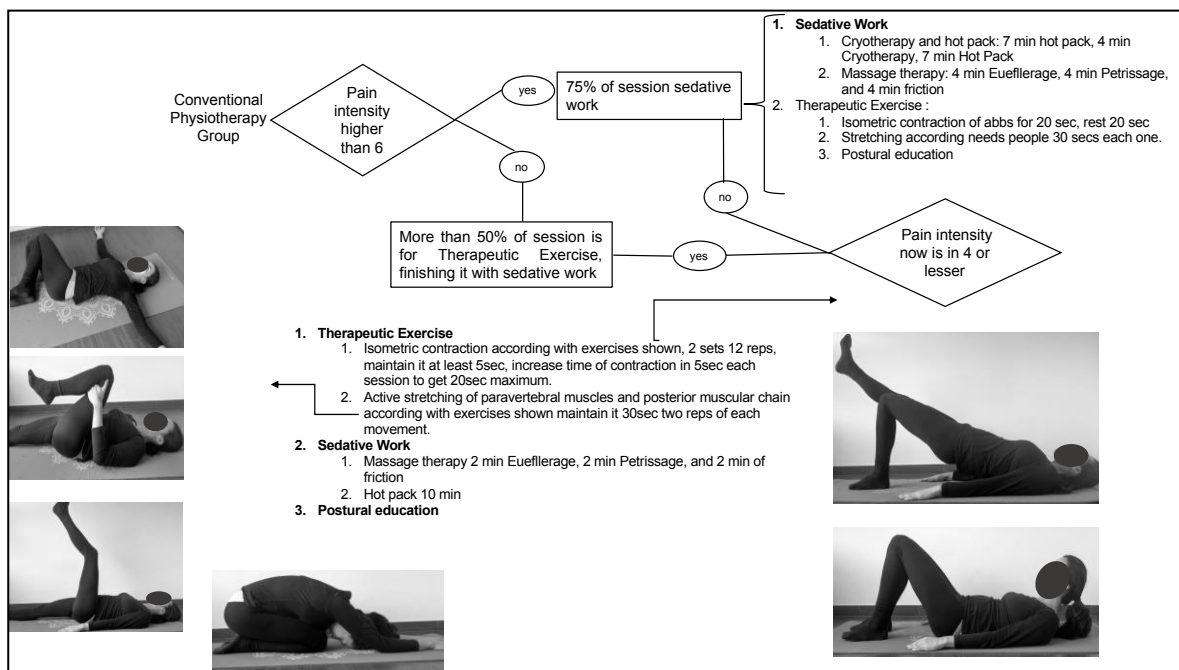 Conventional
Physiotherapy
Group
Pain
intensity
higher
than 6
yes
75% of session sedative
work
1. Sedative Work
1. Cryotherapy and hot pack: 7 min hot pack, 4 min
Cryotherapy, 7 min Hot Pack
2. Massage therapy: 4 min Euefllerage, 4 min Petrissage,
and 4 min friction
2. Therapeutic Exercise :
1. Isometric contraction of abbs for 20 sec, rest 20 sec
2. Stretching according needs people 30 secs each one.
3. Postural education
no
no
More than 50% of session is
for Therapeutic Exercise,
finishing it with sedative work
yes
Pain intensity
now is in 4 or
lesser
1. Therapeutic Exercise
1. Isometric contraction according with exercises shown, 2 sets 12 reps,
maintain it at least 5sec, increase time of contraction in 5sec each
session to get 20sec maximum.
2. Active stretching of paravertebral muscles and posterior muscular chain
according with exercises shown maintain it 30sec two reps of each
movement.
2. Sedative Work
1. Massage therapy 2 min Euefllerage, 2 min Petrissage, and 2 min of
friction
2. Hot pack 10 min
3. Postural education